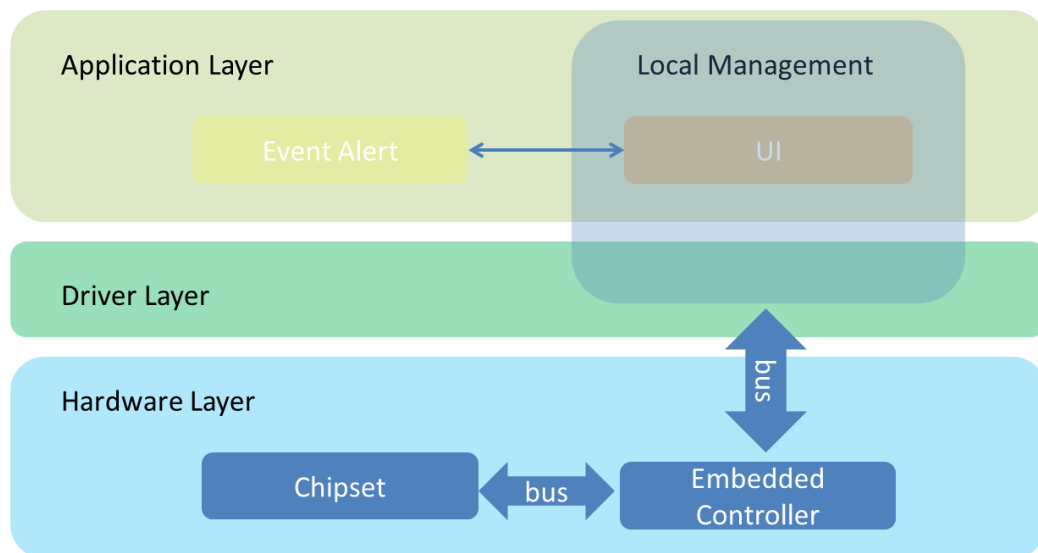 Application Layer
Local Management
Event Alert
UI
Driver Layer
bus
Hardware Layer
Chipset
bus
Embedded
Controller